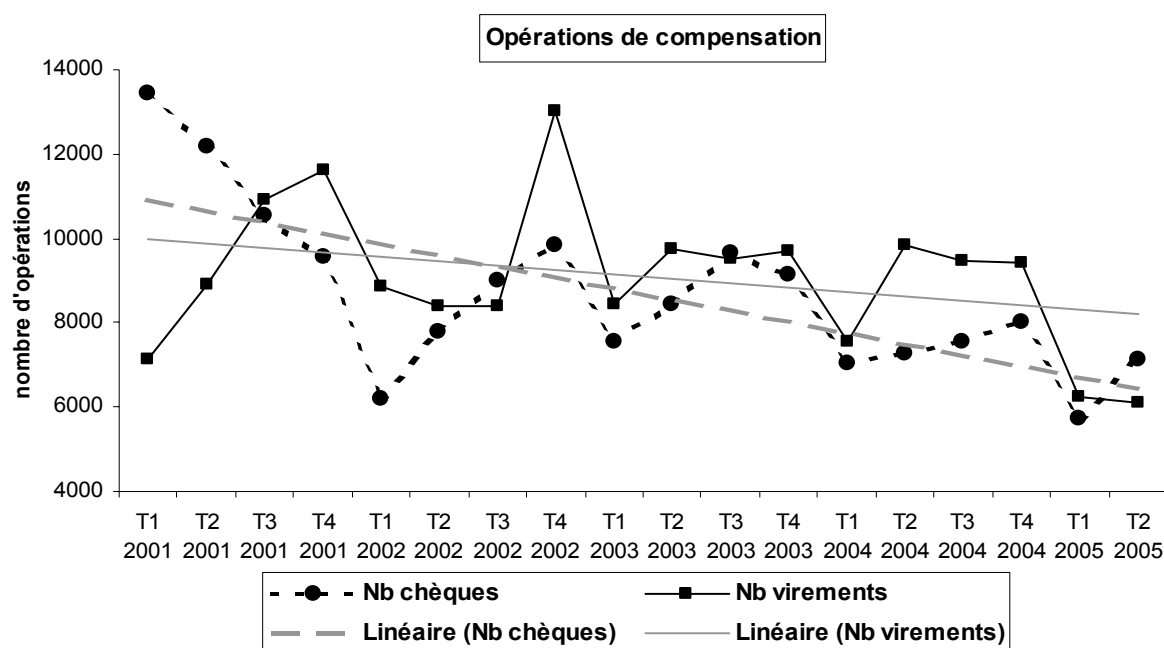 Opérations de compensation
nombre d'opérations
14000
12000
10000
8000
6000
4000
T1 T2 T3 T4 T1 T2 T3 T4 T1 T2 T3 T4 T1 T2 T3 T4 T1 T2
2001 2001 2001 2001 2002 2002 2002 2002 2003 2003 2003 2003 2004 2004 2004 2004 2005 2005
Nb chèques Nb virements
Linéaire (Nb chèques) Linéaire (Nb virements)